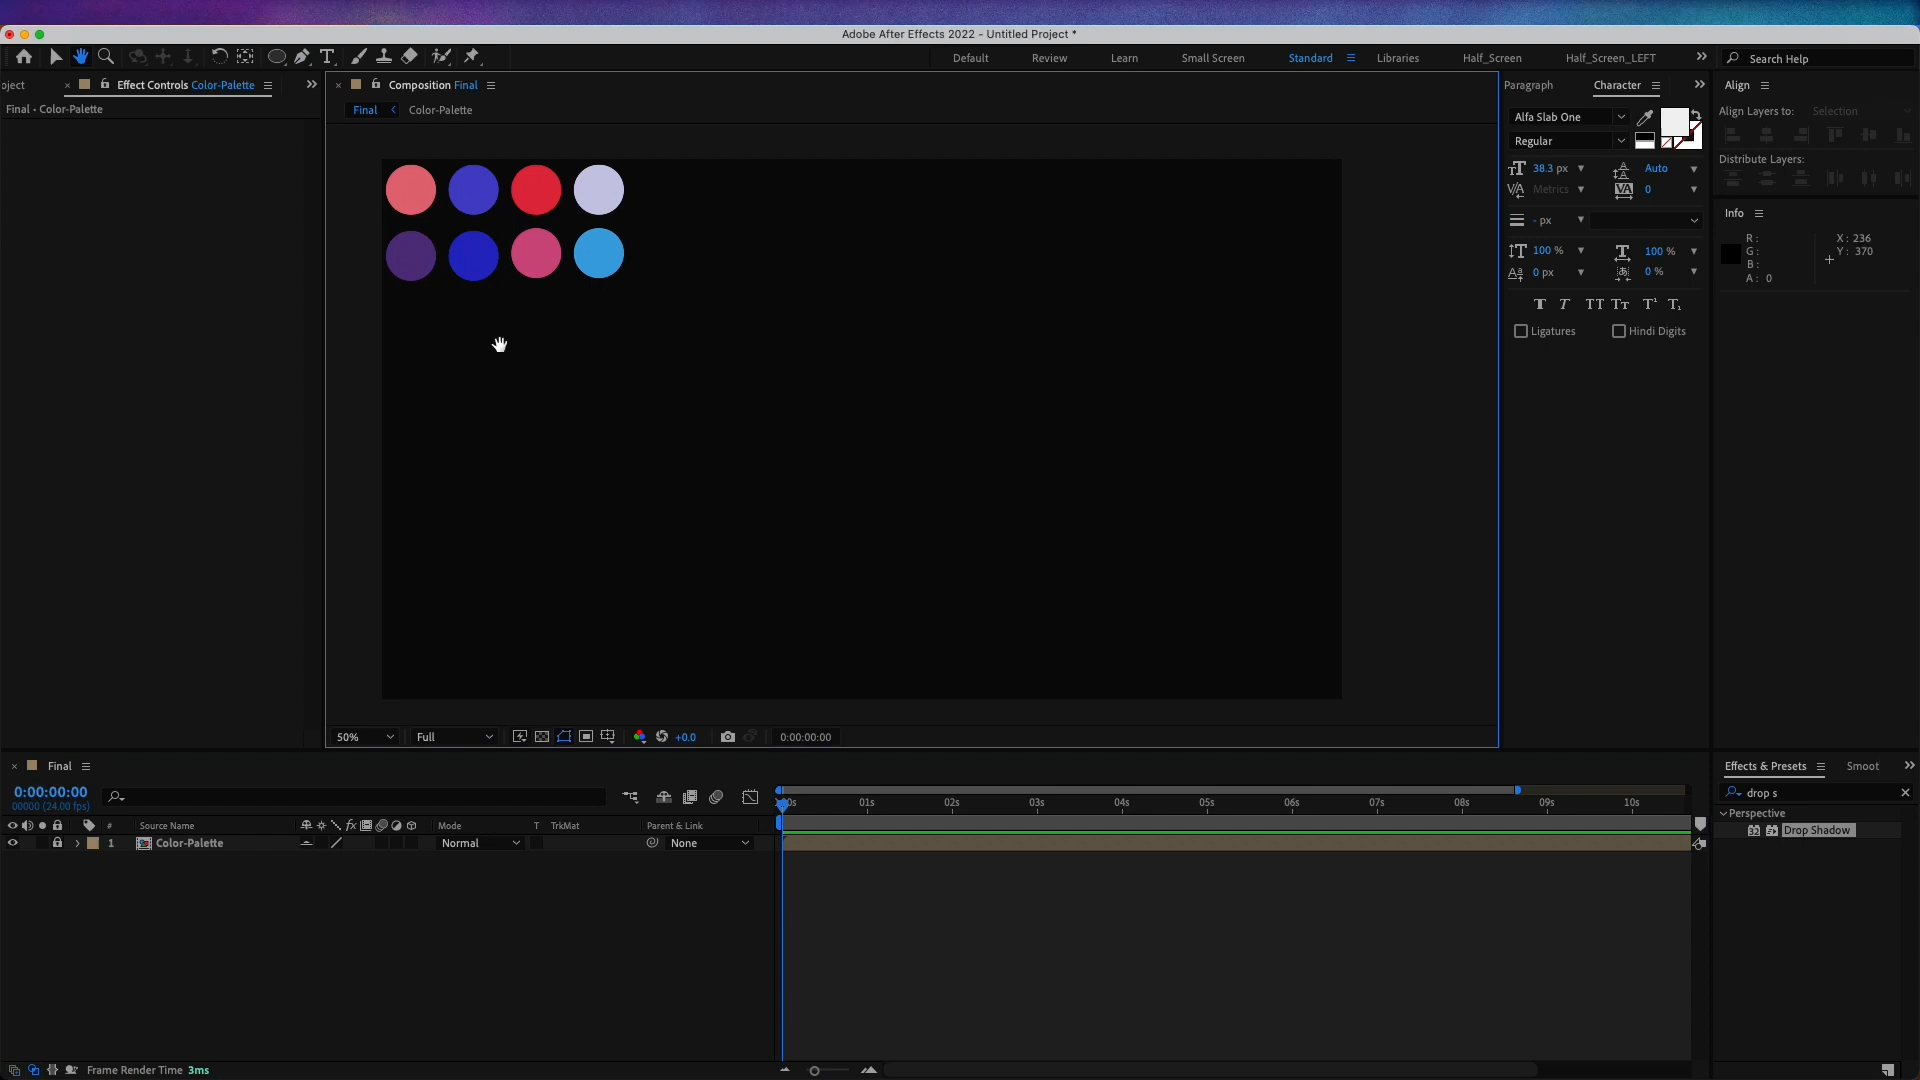 Adobe After Effects 2022 - Untitled Project *
Default
Review
Learn
Small Screen
Standard
Libraries
Half_Screen
Half_Screen_LEFT
Search Help
oject
Effect Controls Color-Palette
Composition Final
Paragraph
Character
Align
Final • Color-Palette
Final
Color-Palette
Align Layers to:
Selection
Alfa Slab One
Regular
Distribute Layers:
38.3 px
Auto
Metrics
0
Info
- px
R:
G:
B:
A: 0
X: 236
Y: 370
100 %
100 %
0 px
0 %
Ligatures
Hindi Digits
50%
Full
+0.0
0:00:00:00
Final
Effects & Presets
Smoot
0:00:00:00
00000 (24.00 fps)
drop s
:00s
01s
02s
03s
04s
05s
06s
07s
08s
09s
10s
Perspective
32
Drop Shadow
#
Source Name
Mode
T
TrkMat
Parent & Link
1
Color-Palette
Normal
None
Frame Render Time 3ms